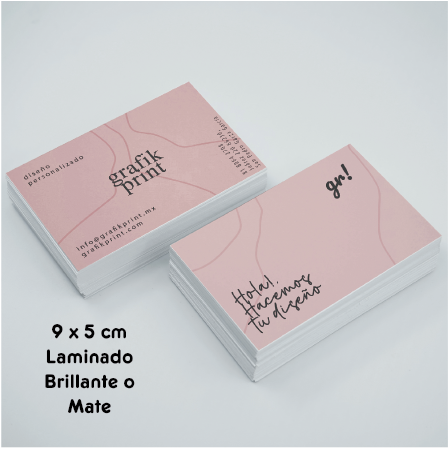 diseño
personalizado
grafik
print
info@grafikprint.mx
grafikprint.com
gr!
Hola!,
Hacemos
tu diseño
9 x 5 cm
Laminado
Brillante o
Mate